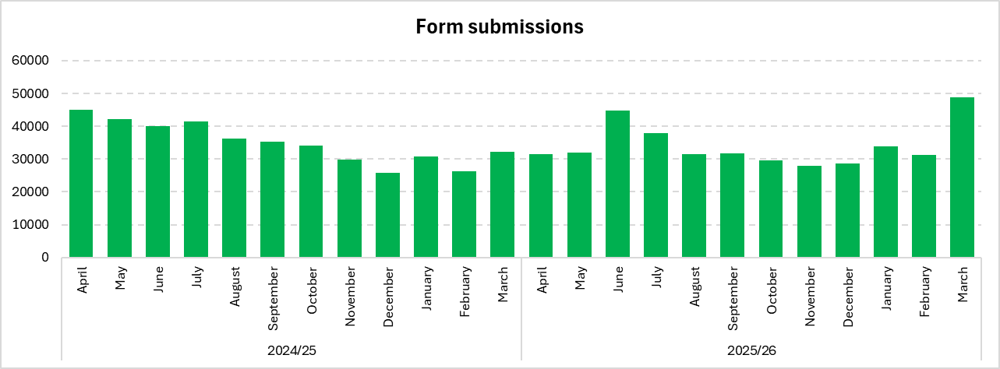 Form submissions
60000
50000
40000
30000
20000
10000
0
April
May
June
July
August
September
October
November
December
January
February
March
April
May
June
July
August
September
October
November
December
January
February
March
2024/25
2025/26